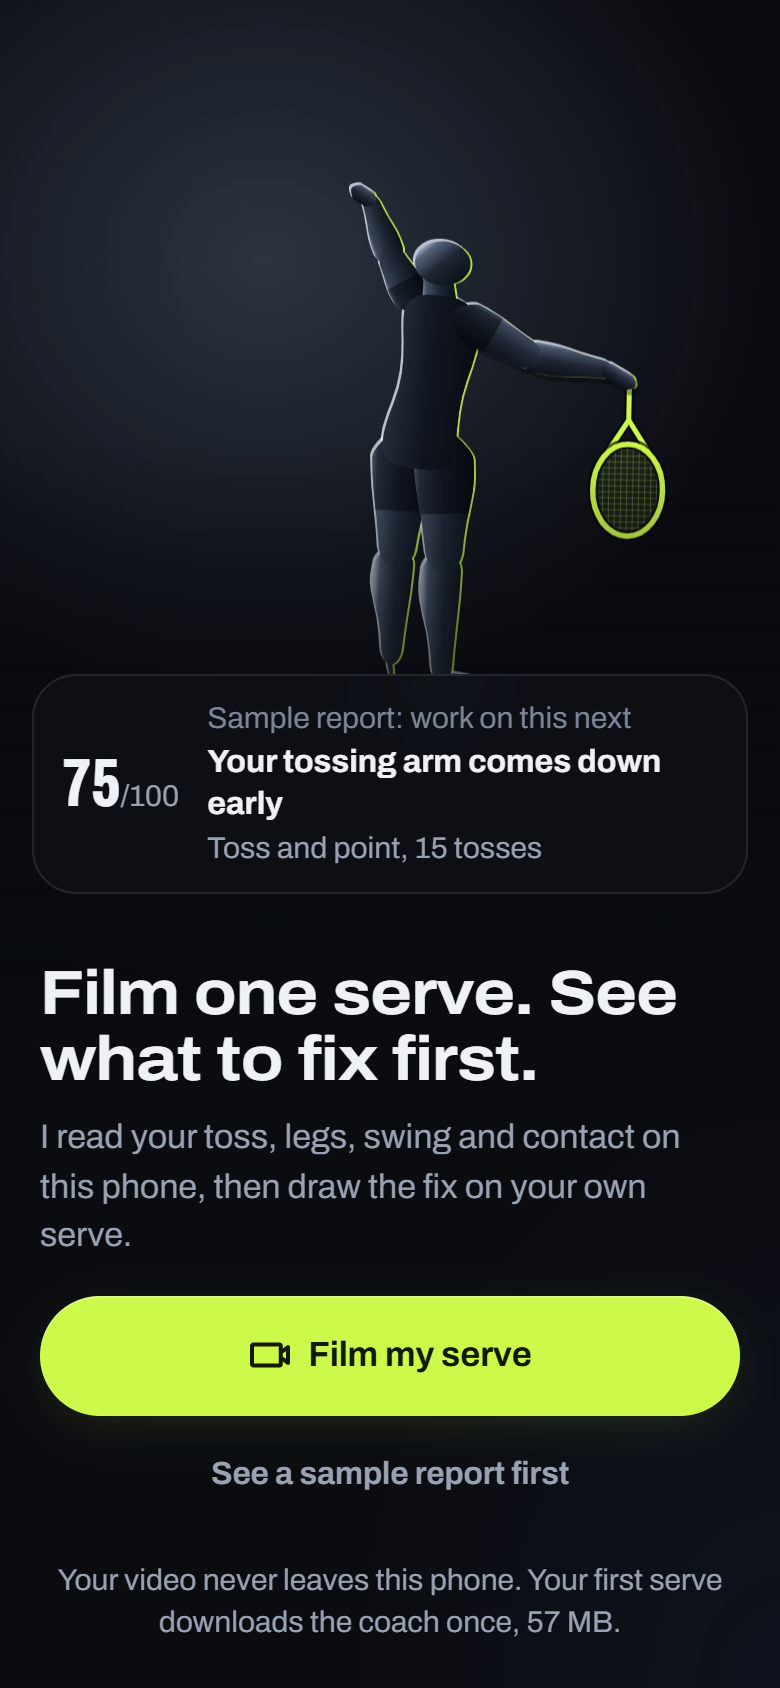 Sample report: work on this next
75/100
Your tossing arm comes down
early
Toss and point, 15 tosses
Film one serve. See
what to fix first.
I read your toss, legs, swing and contact on
this phone, then draw the fix on your own
serve.
Film my serve
See a sample report first
Your video never leaves this phone. Your first serve
downloads the coach once, 57 MB.